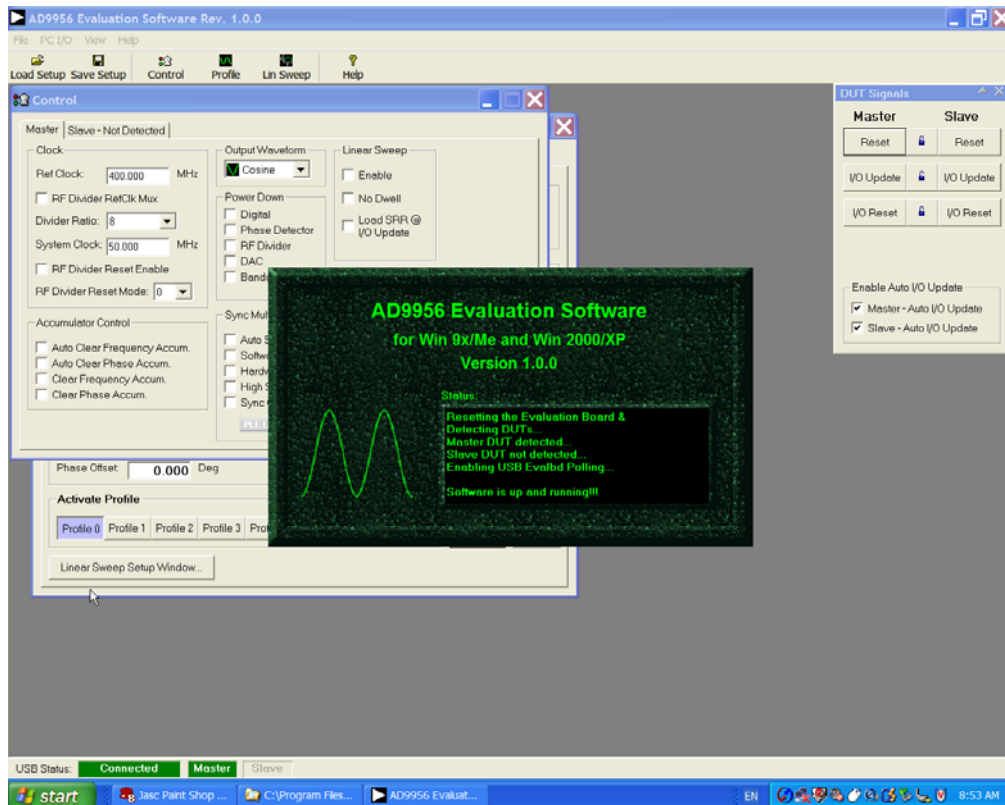 AD9956 Evaluation Software Rev. 1.0.0
File PC I/O View Help
Load Setup Save Setup Control Profile Lin Sweep Help
Control
Master Slave - Not Detected
Clock
Ref Clock: 400.000 MHz
RF Divider RefClk Mux
Divider Ratio: 8
System Clock: 50.000 MHz
RF Divider Reset Enable
RF Divider Reset Mode: 0
Accumulator Control
Auto Clear Frequency Accum.
Auto Clear Phase Accum.
Clear Frequency Accum.
Clear Phase Accum.
Output Waveform
Cosine
Power Down
Digital
Phase Detector
RF Divider
DAC
Linear Sweep
Enable
No Dwell
Load SRR @
I/O Update
DUT Signals
Master Slave
Reset Reset
I/O Update I/O Update
I/O Reset I/O Reset
Enable Auto I/O Update
Master - Auto I/O Update
Slave - Auto I/O Update
AD9956 Evaluation Software
for Win 9x/Me and Win 2000/XP
Version 1.0.0
Status:
Resetting the Evaluation Board &
Detecting DUTs...
Master DUT detected...
Slave DUT not detected...
Enabling USB Evalbd Polling...
Software is up and running!!!
Phase Offset: 0.000 Deg
Activate Profile
Profile 0 Profile 1 Profile 2 Profile 3
Linear Sweep Setup Window...
USB Status: Connected Master Slave
start Jasc Paint Shop ... C:\Program Files... AD9956 Evaluat... EN 8:53 AM